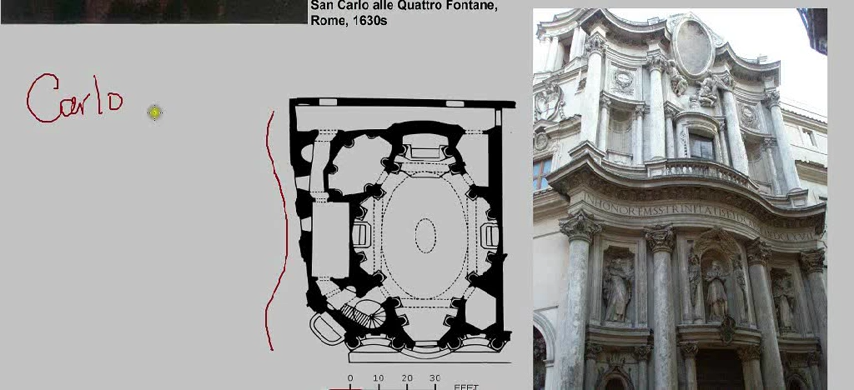 San Carlo alle Quattro Fontane,
Rome, 1630s
Carlo
0 10 20 30
FEET